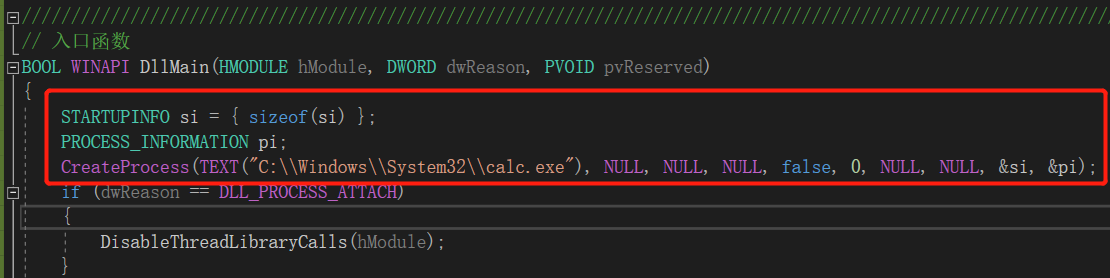 ////////////////////////////////////////////////////////////////////////////////////////////////////////////////////////
// 入口函数
BOOL WINAPI DllMain(HMODULE hModule, DWORD dwReason, PVOID pvReserved)
{
STARTUPINFO si = { sizeof(si) };
PROCESS_INFORMATION pi;
CreateProcess(TEXT("C:\\Windows\\System32\\calc.exe"), NULL, NULL, NULL, false, 0, NULL, NULL, &si, &pi);
if (dwReason == DLL_PROCESS_ATTACH)
{
DisableThreadLibraryCalls(hModule);
}